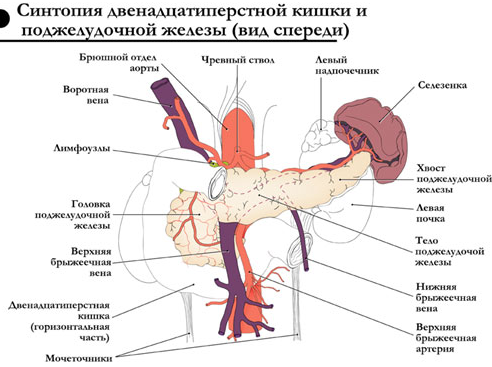 Синтопия двенадцатиперстной кишки и
поджелудочной железы (вид спереди)
Брюшной отдел
аорты
Чревный ствол
Левый
надпочечник
Воротная
вена
Селезенка
Лимфоузлы
Хвост
поджелудочной
железы
Головка
поджелудочной
железы
Левая
почка
Верхняя
брыжеечная
вена
Тело
поджелудочой
железы
Двенадцатиперстная
кишка
(горизонтальная
часть)
Нижняя
брыжеечная
вена
Мочеточники
Верхняя
брыжеечная
артерия